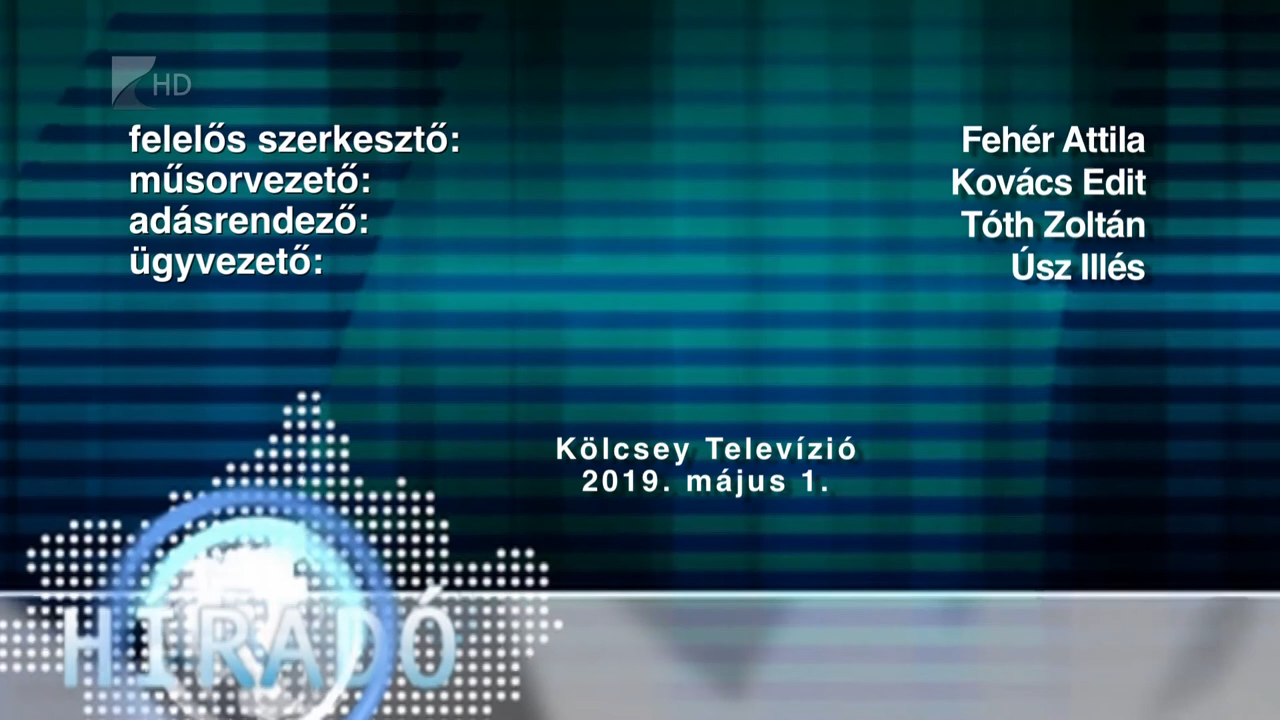 HD
felelős szerkesztő: Fehér Attila
műsorvezető: Kovács Edit
adásrendező: Tóth Zoltán
ügyvezető: Úsz Illés
Kölcsey Televízió
2019. május 1.
HÍRADÓ